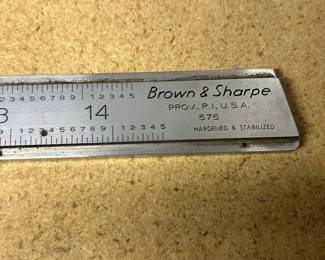 2 3 4 5 6 7 8 9 1 2 3 4 5
3 14
1 2 3 4 5 6 7 8 9 1 2 3 4 5
Brown & Sharpe
PROV., R.I., U.S.A.
575
HARDENED & STABILIZED